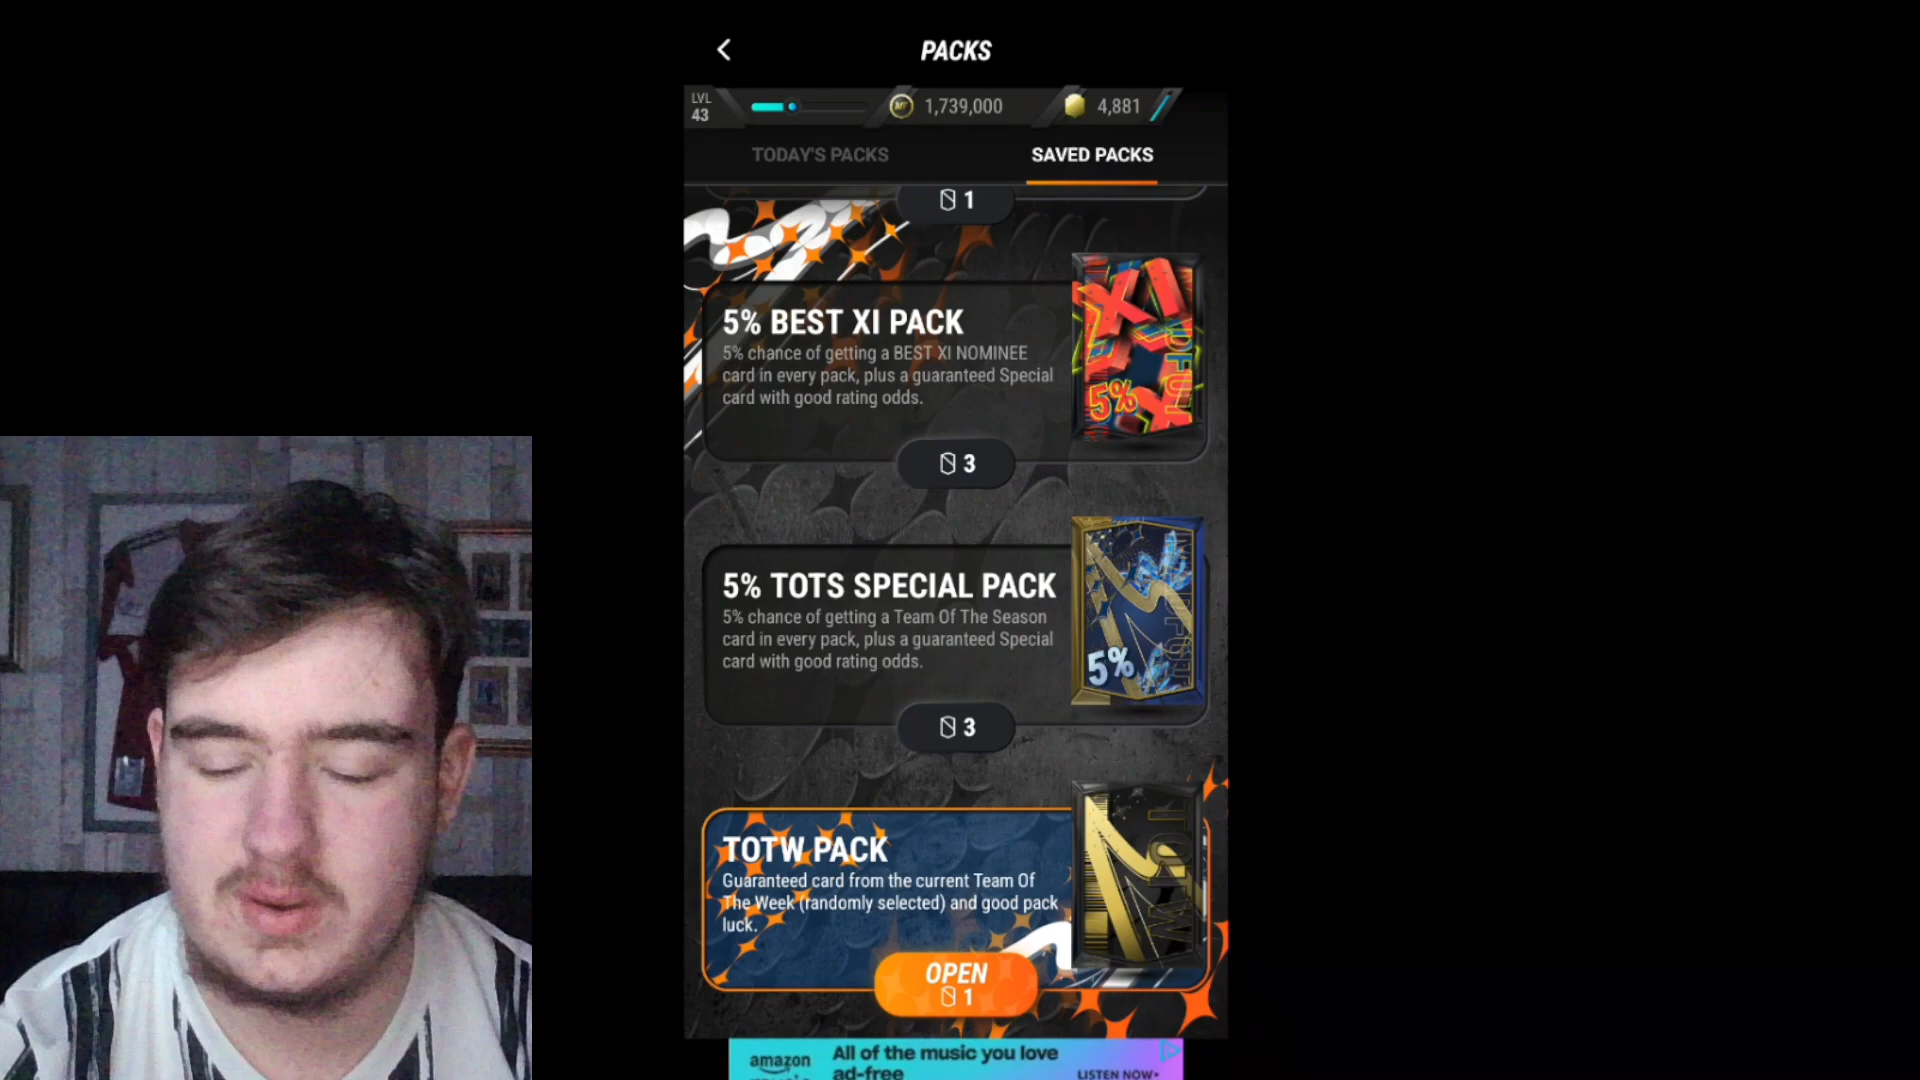 PACKS
LVL
43
1,739,000
4,881
TODAY'S PACKS
SAVED PACKS
1
5% BEST XI PACK
5% chance of getting a BEST XI NOMINEE
card in every pack, plus a guaranteed Special
card with good rating odds.
XI
MADFUT
5%
3
5% TOTS SPECIAL PACK
5% chance of getting a Team Of The Season
card in every pack, plus a guaranteed Special
card with good rating odds.
MADFUT
5%
3
TOTW PACK
Guaranteed card from the current Team Of
The Week (randomly selected) and good pack
luck.
TOTW
OPEN
1
amazon
music
All of the music you love
ad-free
LISTEN NOW